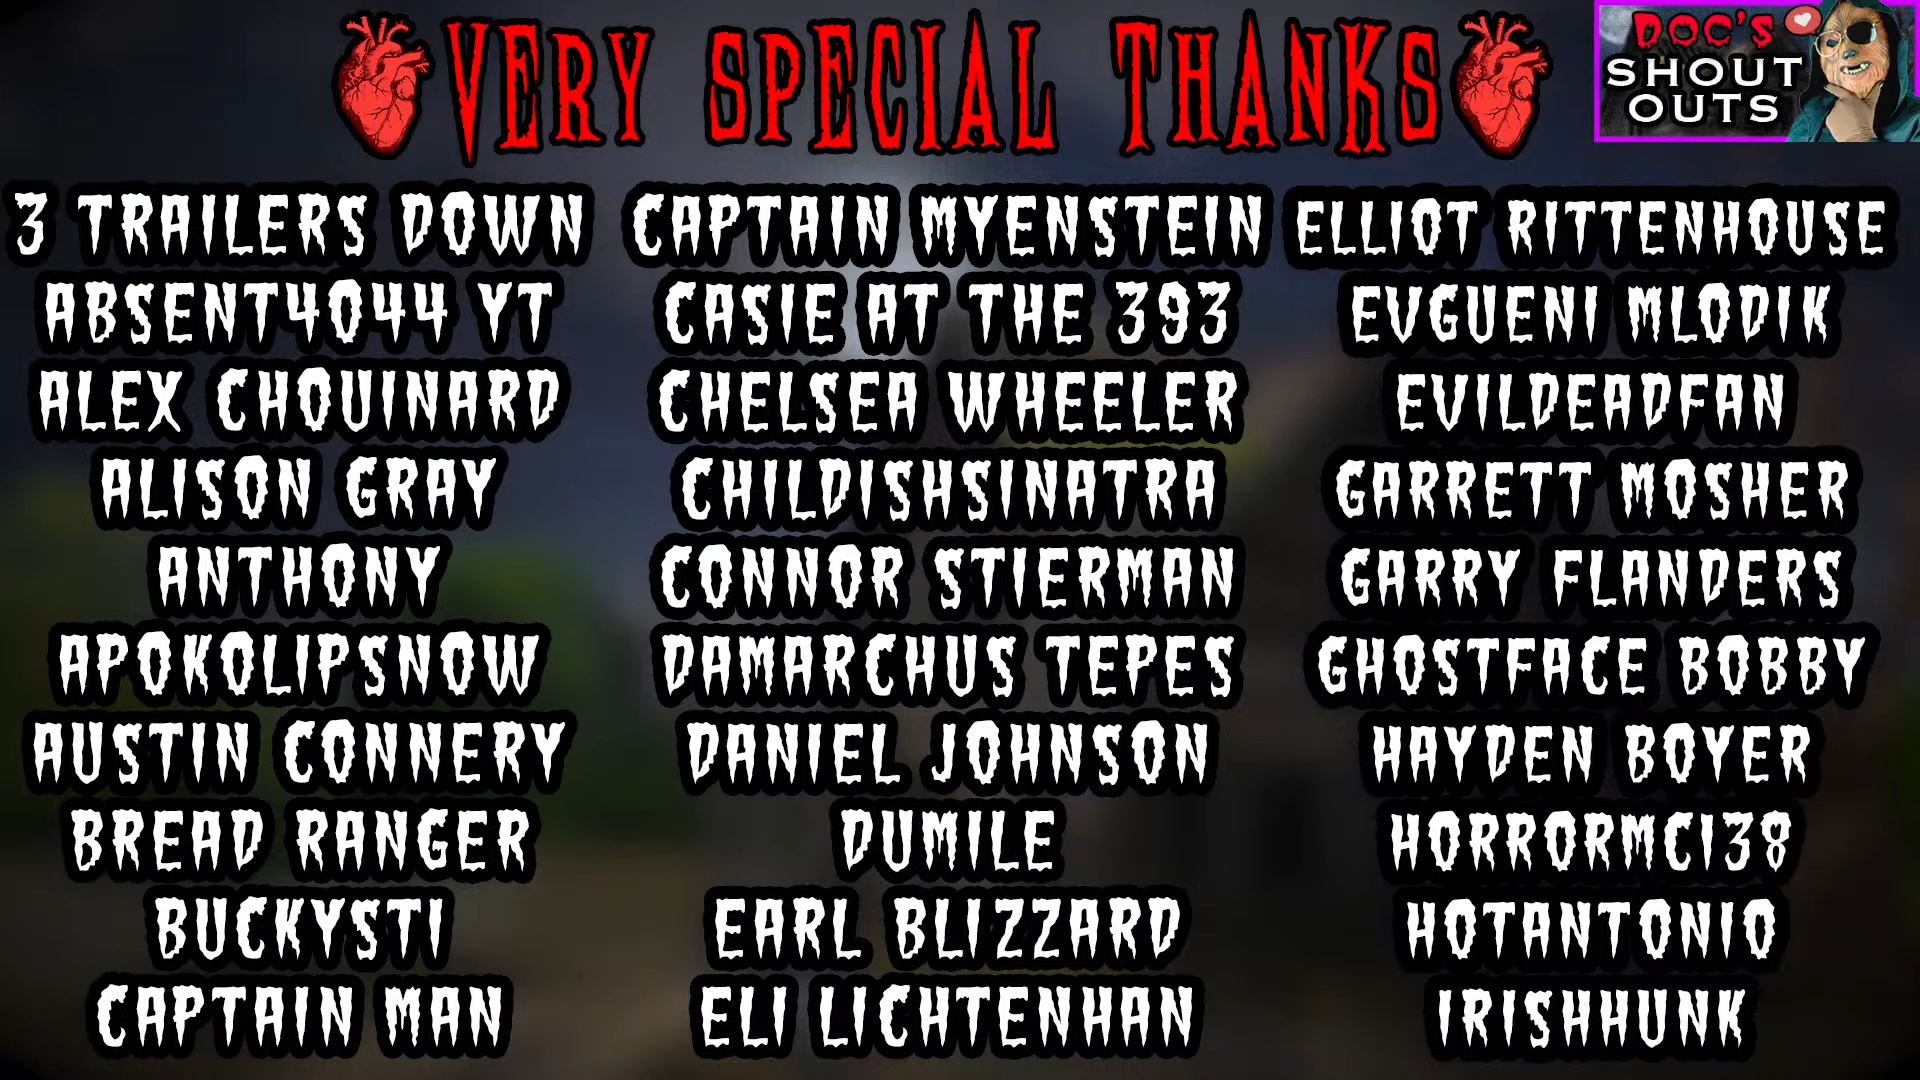 VERY SPECIAL THANKS
DOC'S
SHOUT
OUTS
3 TRAILERS DOWN
ABSENT4044 YT
ALEX CHOUINARD
ALISON GRAY
ANTHONY
APOKOLIPSNOW
AUSTIN CONNERY
BREAD RANGER
BUCKYSTI
CAPTAIN MAN
CAPTAIN MYENSTEIN
CASIE AT THE 393
CHELSEA WHEELER
CHILDISHSINATRA
CONNOR STIERMAN
DAMARCHUS TEPES
DANIEL JOHNSON
DUMILE
EARL BLIZZARD
ELI LICHTENHAN
ELLIOT RITTENHOUSE
EVGUENI MLODIK
EVILDEADFAN
GARRETT MOSHER
GARRY FLANDERS
GHOSTFACE BOBBY
HAYDEN BOYER
HORRORMC138
HOTANTONIO
IRISHHUNK